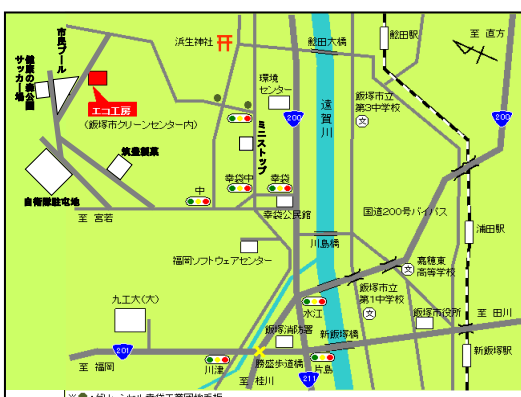 市民プール
健康の森公園
サッカー場
浜生神社
鯰田大橋
鯰田駅
至 直方
エコ工房
(飯塚市クリーンセンター内)
環境
センター
200
遠賀川
飯塚市立
第3中学校
文
200
ミニストップ
筑豊製薬
自衛隊駐屯地
中
幸袋中
幸袋
幸袋公民館
国道200号バイパス
浦田駅
至 宮若
川島橋
福岡ソフトウェアセンター
嘉穂東
高等学校
文
飯塚市立
第1中学校
文
九工大(大)
水江
飯塚市役所
新飯塚橋
至 田川
飯塚消防署
201
川津
勝盛歩道橋
片島
新飯塚駅
至 福岡
至 桂川
211